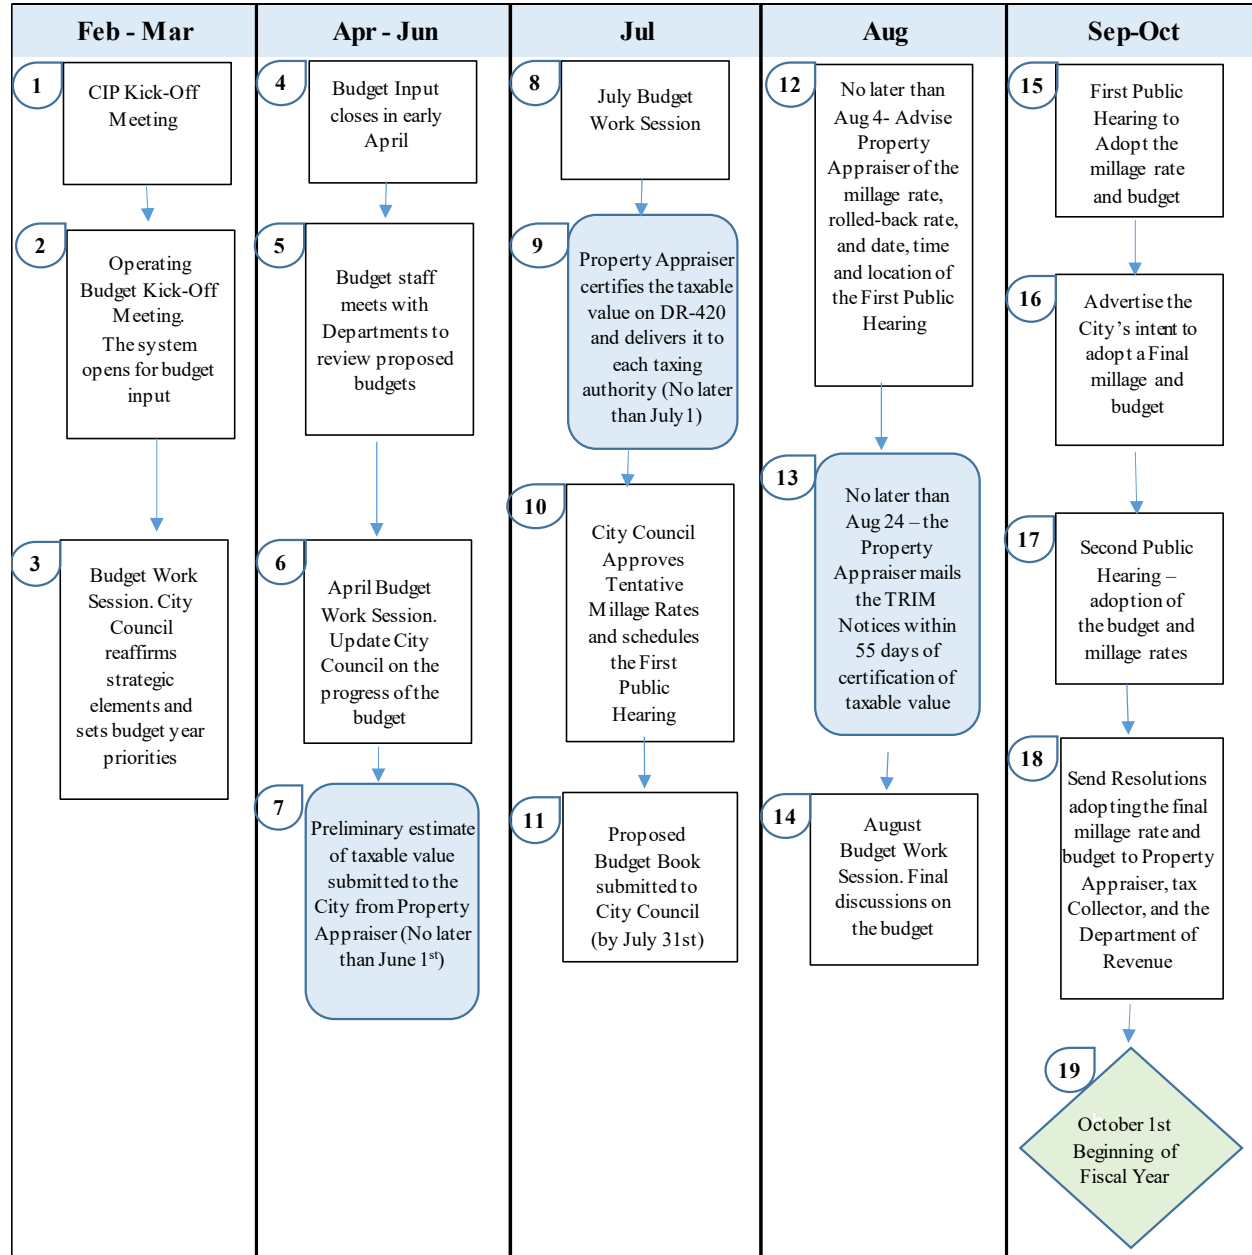 Feb - Mar
1
CIP Kick-Off
Meeting
2
Operating
Budget Kick-Off
Meeting.
The system
opens for budget
input
3
Budget Work
Session. City
Council
reaffirms
strategic
elements and
sets budget year
priorities
Apr - Jun
4
Budget Input
closes in early
April
5
Budget staff
meets with
Departments to
review proposed
budgets
6
April Budget
Work Session.
Update City
Council on the
progress of the
budget
7
Preliminary estimate
of taxable value
submitted to the
City from Property
Appraiser (No later
than June 1st)
Jul
8
July Budget
Work Session
9
Property Appraiser
certifies the taxable
value on DR-420
and delivers it to
each taxing
authority (No later
than July 1)
10
City Council
Approves
Tentative
Millage Rates
and schedules
the First
Public
Hearing
11
Proposed
Budget Book
submitted to
City Council
(by July 31st)
Aug
12
No later than
Aug 4- Advise
Property
Appraiser of the
millage rate,
rolled-back rate,
and date, time
and location of
the First Public
Hearing
13
No later than
Aug 24 – the
Property
Appraiser mails
the TRIM
Notices within
55 days of
certification of
taxable value
14
August
Budget Work
Session. Final
discussions on
the budget
Sep-Oct
15
First Public
Hearing to
Adopt the
millage rate
and budget
16
Advertise the
City’s intent to
adopt a Final
millage and
budget
17
Second Public
Hearing –
adoption of
the budget and
millage rates
18
Send Resolutions
adopting the final
millage rate and
budget to Property
Appraiser, tax
Collector, and the
Department of
Revenue
19
October 1st
Beginning of
Fiscal Year